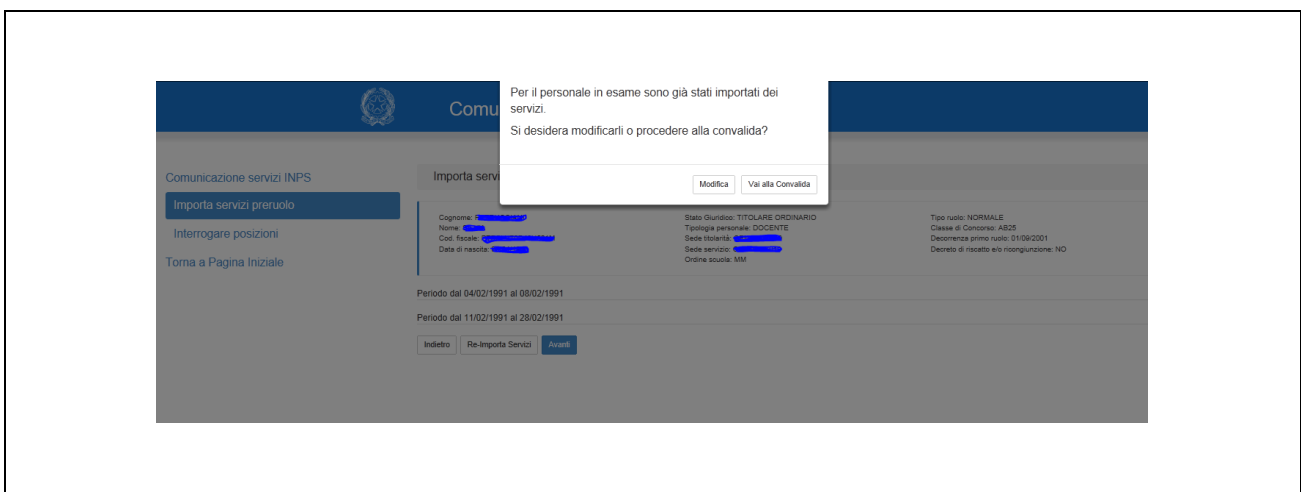 Comu
Per il personale in esame sono già stati importati dei
servizi.
Si desidera modificarli o procedere alla convalida?
Modifica
Vai alla Convalida
Comunicazione servizi INPS
Importa servizi preruolo
Interrogare posizioni
Torna a Pagina Iniziale
Importa servi
Cognome:
Nome:
Cod. fiscale:
Data di nascita:
Stato Giuridico: TITOLARE ORDINARIO
Tipologia personale: DOCENTE
Sede titolarità:
Sede servizio:
Ordine scuola: MM
Tipo ruolo: NORMALE
Classe di Concorso: AB25
Decorrenza primo ruolo: 01/09/2001
Decreto di riscatto e/o ricongiunzione: NO
Periodo dal 04/02/1991 al 08/02/1991
Periodo dal 11/02/1991 al 28/02/1991
Indietro
Re-Importa Servizi
Avanti